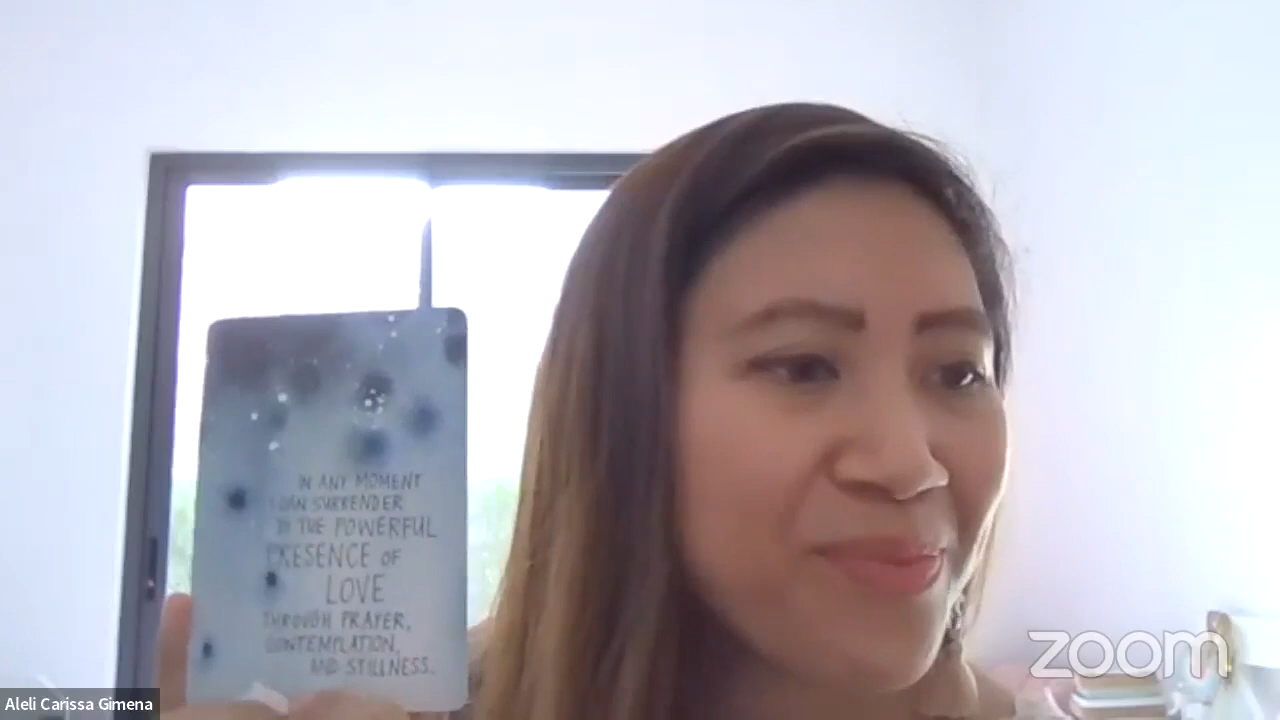 IN ANY MOMENT
I CAN SURRENDER
TO THE POWERFUL
PRESENCE OF
LOVE
THROUGH PRAYER,
CONTEMPLATION,
AND STILLNESS.
zoom
Aleli Carissa Gimena